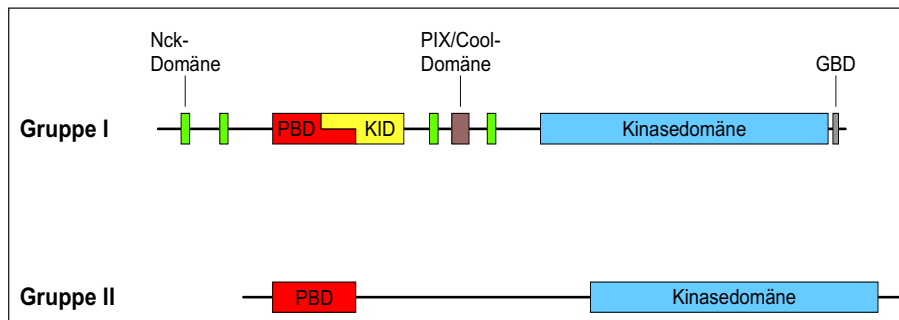 Nck-
Domäne
PIX/Cool-
Domäne
GBD
Gruppe I
PBD
KID
Kinasedomäne
Gruppe II
PBD
Kinasedomäne